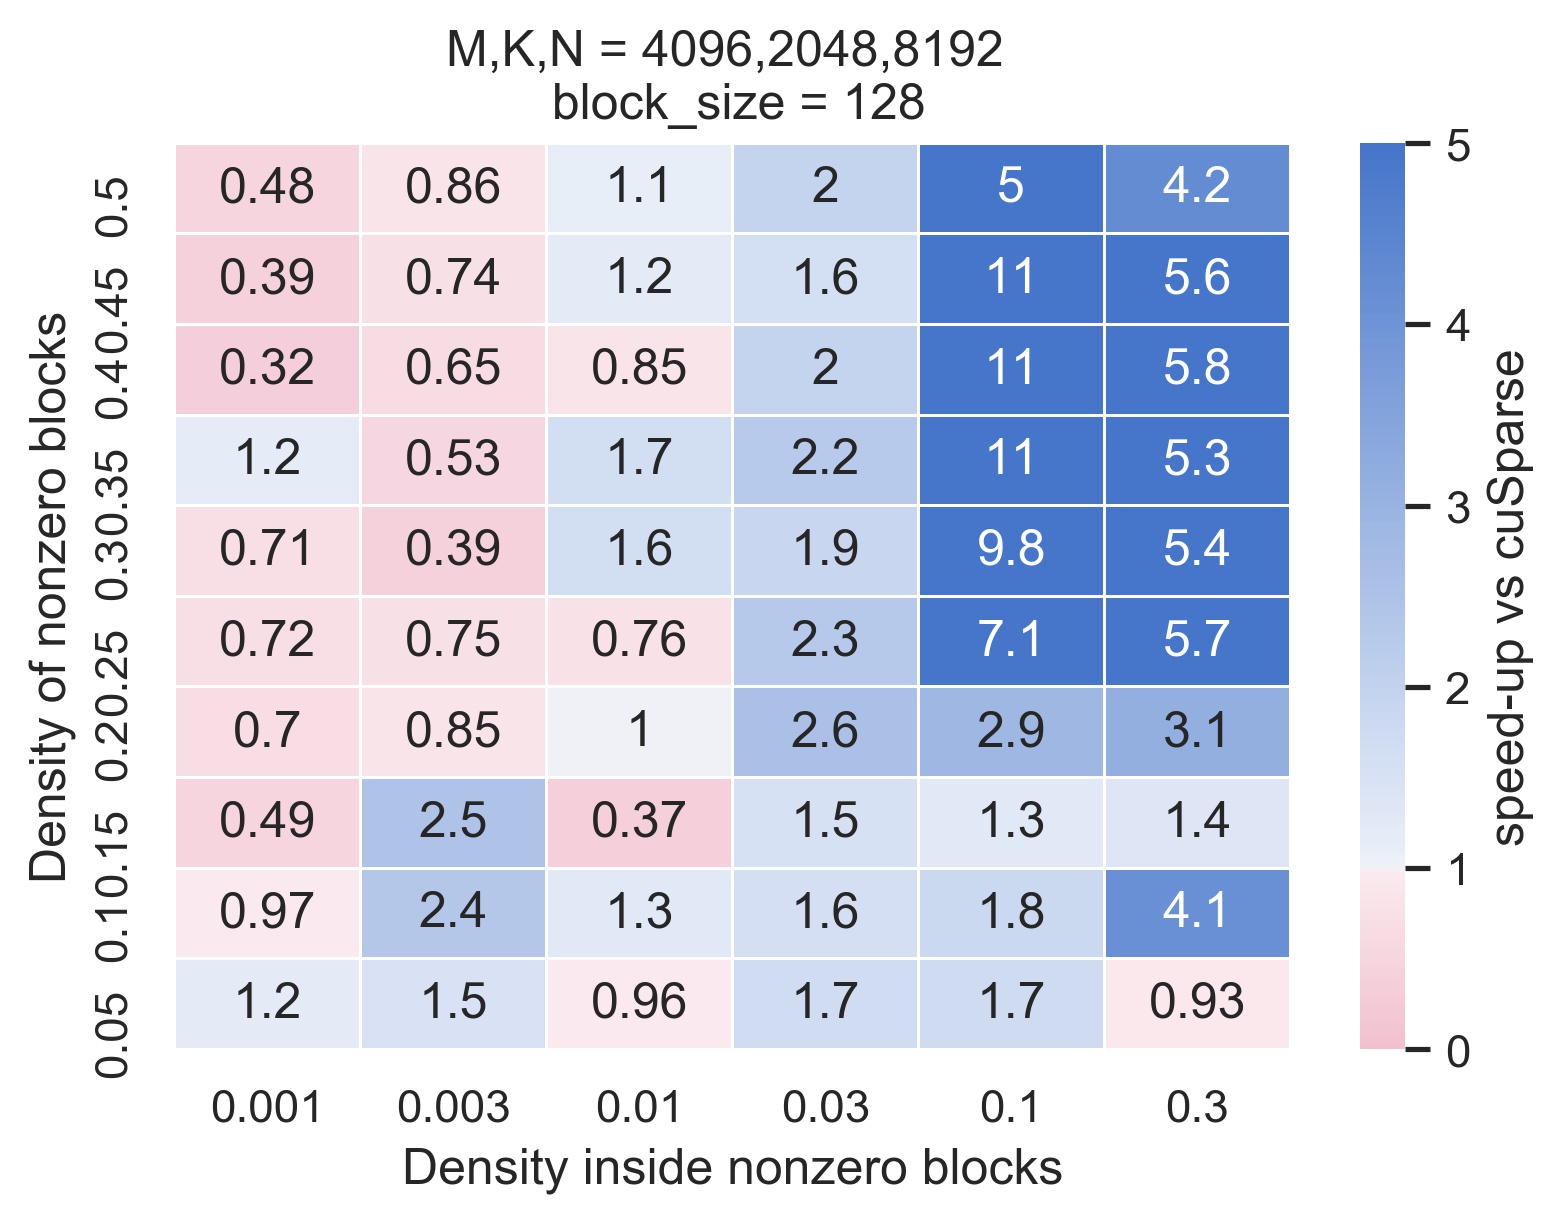 M,K,N = 4096,2048,8192
block_size = 128
Density of nonzero blocks
0.5 0.48 0.86 1.1 2 5 4.2
0.45 0.39 0.74 1.2 1.6 11 5.6
0.4 0.32 0.65 0.85 2 11 5.8
0.35 1.2 0.53 1.7 2.2 11 5.3
0.30 0.71 0.39 1.6 1.9 9.8 5.4
0.25 0.72 0.75 0.76 2.3 7.1 5.7
0.20 0.7 0.85 1 2.6 2.9 3.1
0.15 0.49 2.5 0.37 1.5 1.3 1.4
0.10 0.97 2.4 1.3 1.6 1.8 4.1
0.05 1.2 1.5 0.96 1.7 1.7 0.93
0.001 0.003 0.01 0.03 0.1 0.3
Density inside nonzero blocks
5
4
3
2
1
0
speed-up vs cuSparse